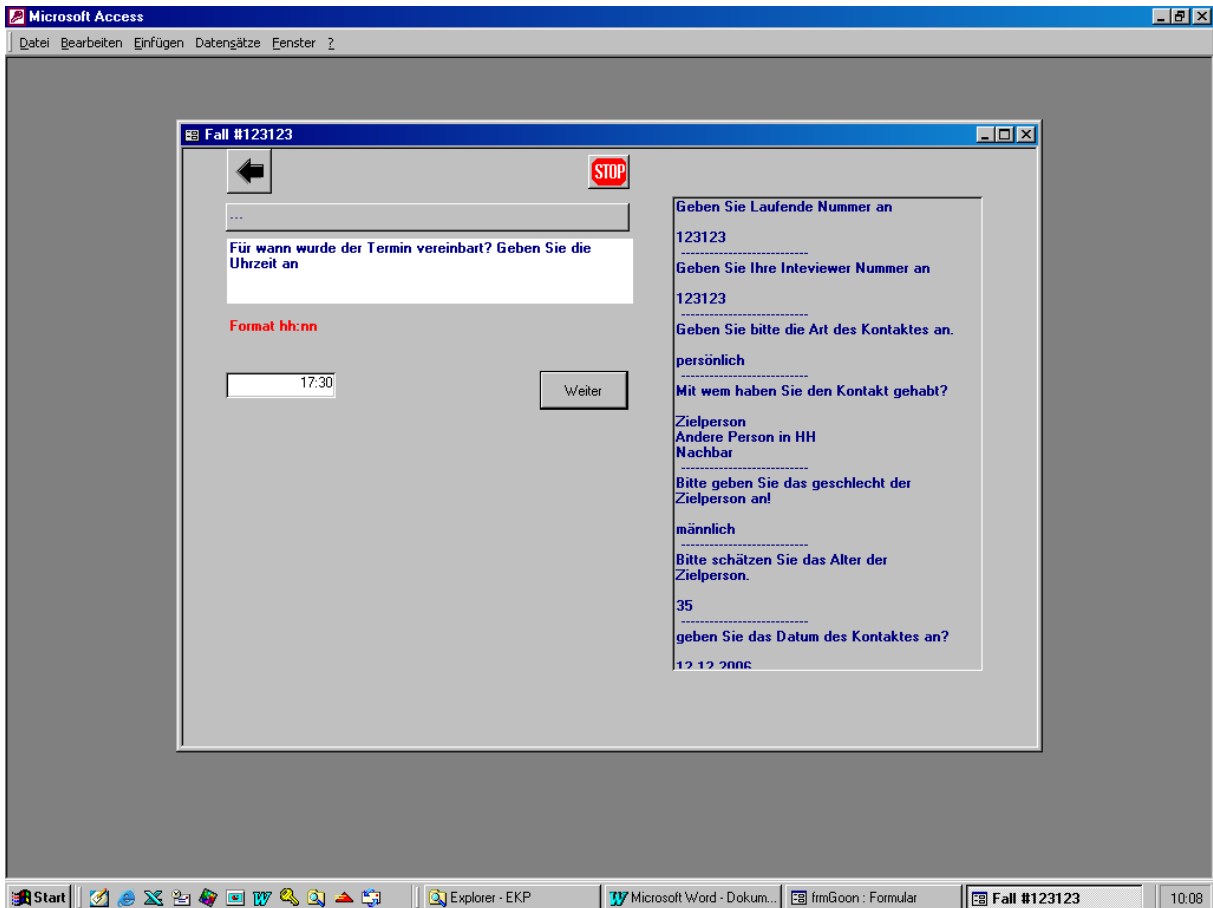 Microsoft Access
Datei Bearbeiten Einfügen Datensätze Fenster ?
Fall #123123
STOP
...
Für wann wurde der Termin vereinbart? Geben Sie die
Uhrzeit an
Format hh:nn
17:30
Weiter
Geben Sie Laufende Nummer an
123123
---------------------------
Geben Sie Ihre Inteviewer Nummer an
123123
---------------------------
Geben Sie bitte die Art des Kontaktes an.
persönlich
---------------------------
Mit wem haben Sie den Kontakt gehabt?
Zielperson
Andere Person in HH
Nachbar
---------------------------
Bitte geben Sie das geschlecht der
Zielperson an!
männlich
---------------------------
Bitte schätzen Sie das Alter der
Zielperson.
35
---------------------------
geben Sie das Datum des Kontaktes an?
12.12.2006
Start
Explorer - EKP
Microsoft Word - Dokum...
frmGoon : Formular
Fall #123123
10:08